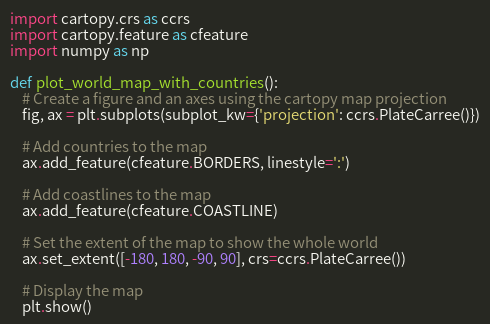 import cartopy.crs as ccrs
import cartopy.feature as cfeature
import numpy as np

def plot_world_map_with_countries():
    # Create a figure and an axes using the cartopy map projection
    fig, ax = plt.subplots(subplot_kw={'projection': ccrs.PlateCarree()})

    # Add countries to the map
    ax.add_feature(cfeature.BORDERS, linestyle=':')

    # Add coastlines to the map
    ax.add_feature(cfeature.COASTLINE)

    # Set the extent of the map to show the whole world
    ax.set_extent([-180, 180, -90, 90], crs=ccrs.PlateCarree())

    # Display the map
    plt.show()